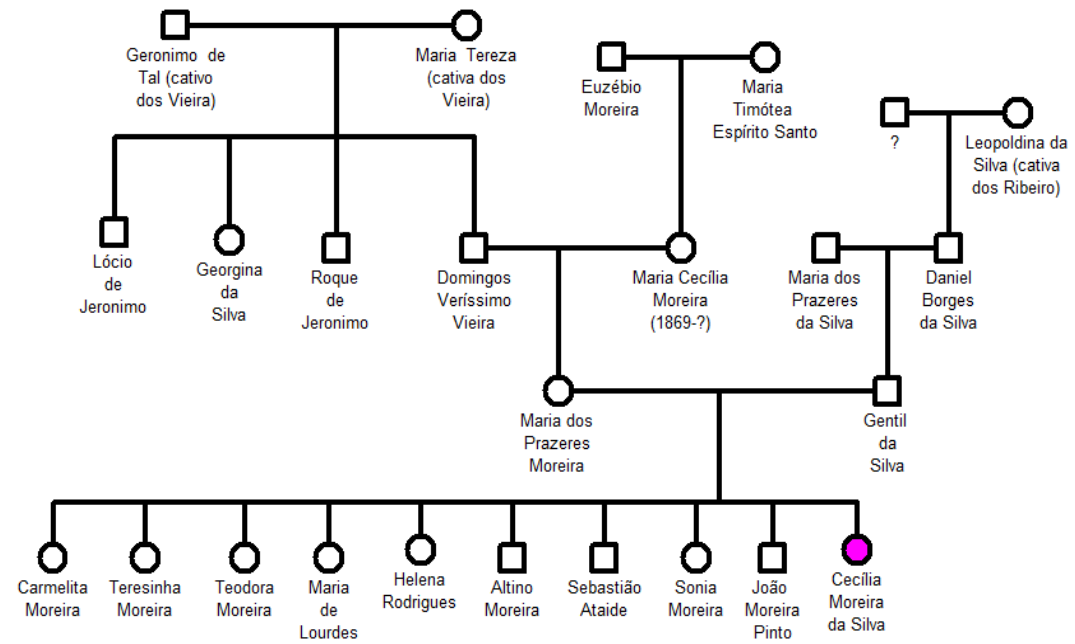 Geronimo de
Tal (cativo
dos Vieira)
Maria Tereza
(cativa dos
Vieira)
Euzébio
Moreira
Maria
Timótea
Espírito Santo
?
Leopoldina da
Silva (cativa
dos Ribeiro)
Lócio
de
Jeronimo
Georgina
da
Silva
Roque
de
Jeronimo
Domingos
Veríssimo
Vieira
Maria Cecília
Moreira
(1869-?)
Maria dos
Prazeres
da Silva
Daniel
Borges
da Silva
Maria dos
Prazeres
Moreira
Gentil
da
Silva
Carmelita
Moreira
Teresinha
Moreira
Teodora
Moreira
Maria
de
Lourdes
Helena
Rodrigues
Altino
Moreira
Sebastião
Ataide
Sonia
Moreira
João
Moreira
Pinto
Cecília
Moreira
da Silva